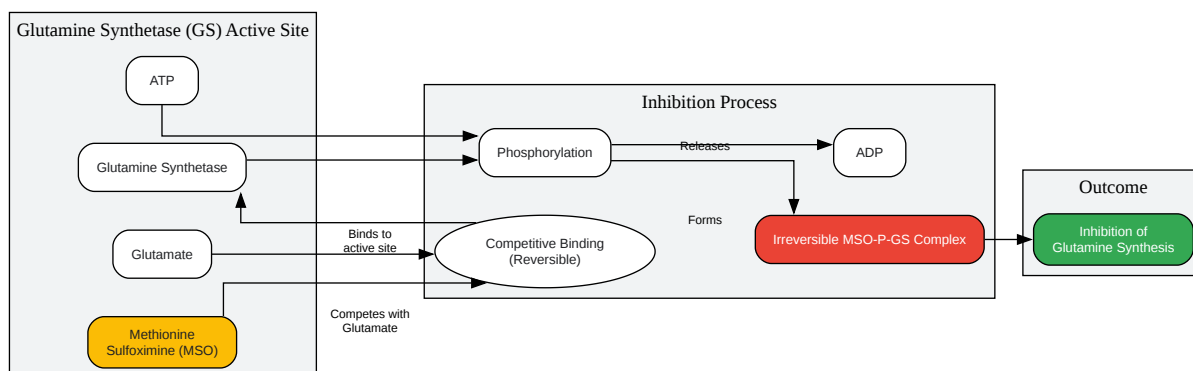 Glutamine Synthetase (GS) Active Site
ATP
Glutamine Synthetase
Glutamate
Methionine
Sulfoximine (MSO)
Binds to
active site
Competes with
Glutamate
Inhibition Process
Phosphorylation
Releases
ADP
Forms
Competitive Binding
(Reversible)
Irreversible MSO-P-GS Complex
Outcome
Inhibition of
Glutamine Synthesis